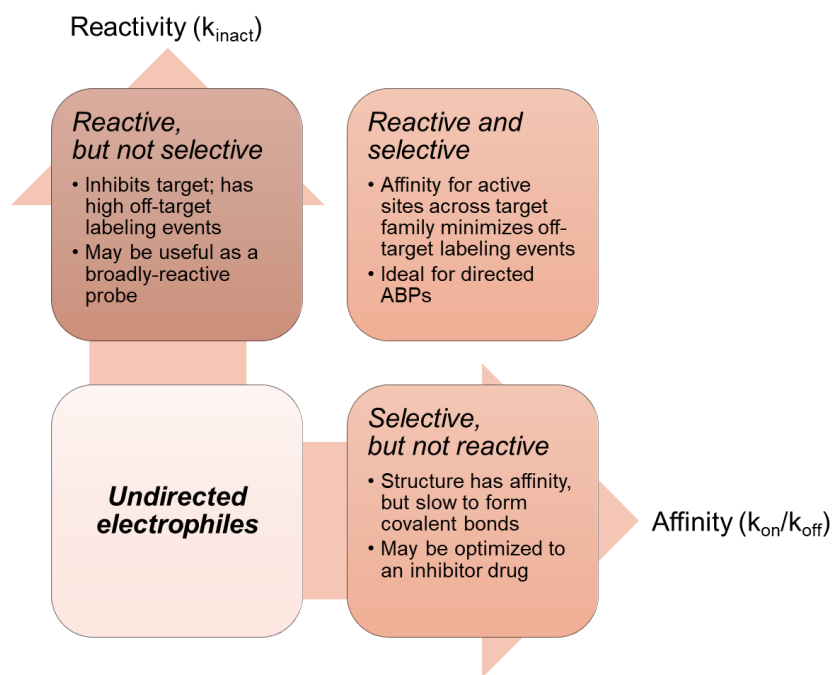 Reactivity (kinact)
Reactive,
but not selective
• Inhibits target; has
high off-target
labeling events
• May be useful as a
broadly-reactive
probe
Reactive and
selective
• Affinity for active
sites across target
family minimizes off-
target labeling events
• Ideal for directed
ABPs
Undirected
electrophiles
Selective,
but not reactive
• Structure has affinity,
but slow to form
covalent bonds
• May be optimized to
an inhibitor drug
Affinity (kon/koff)